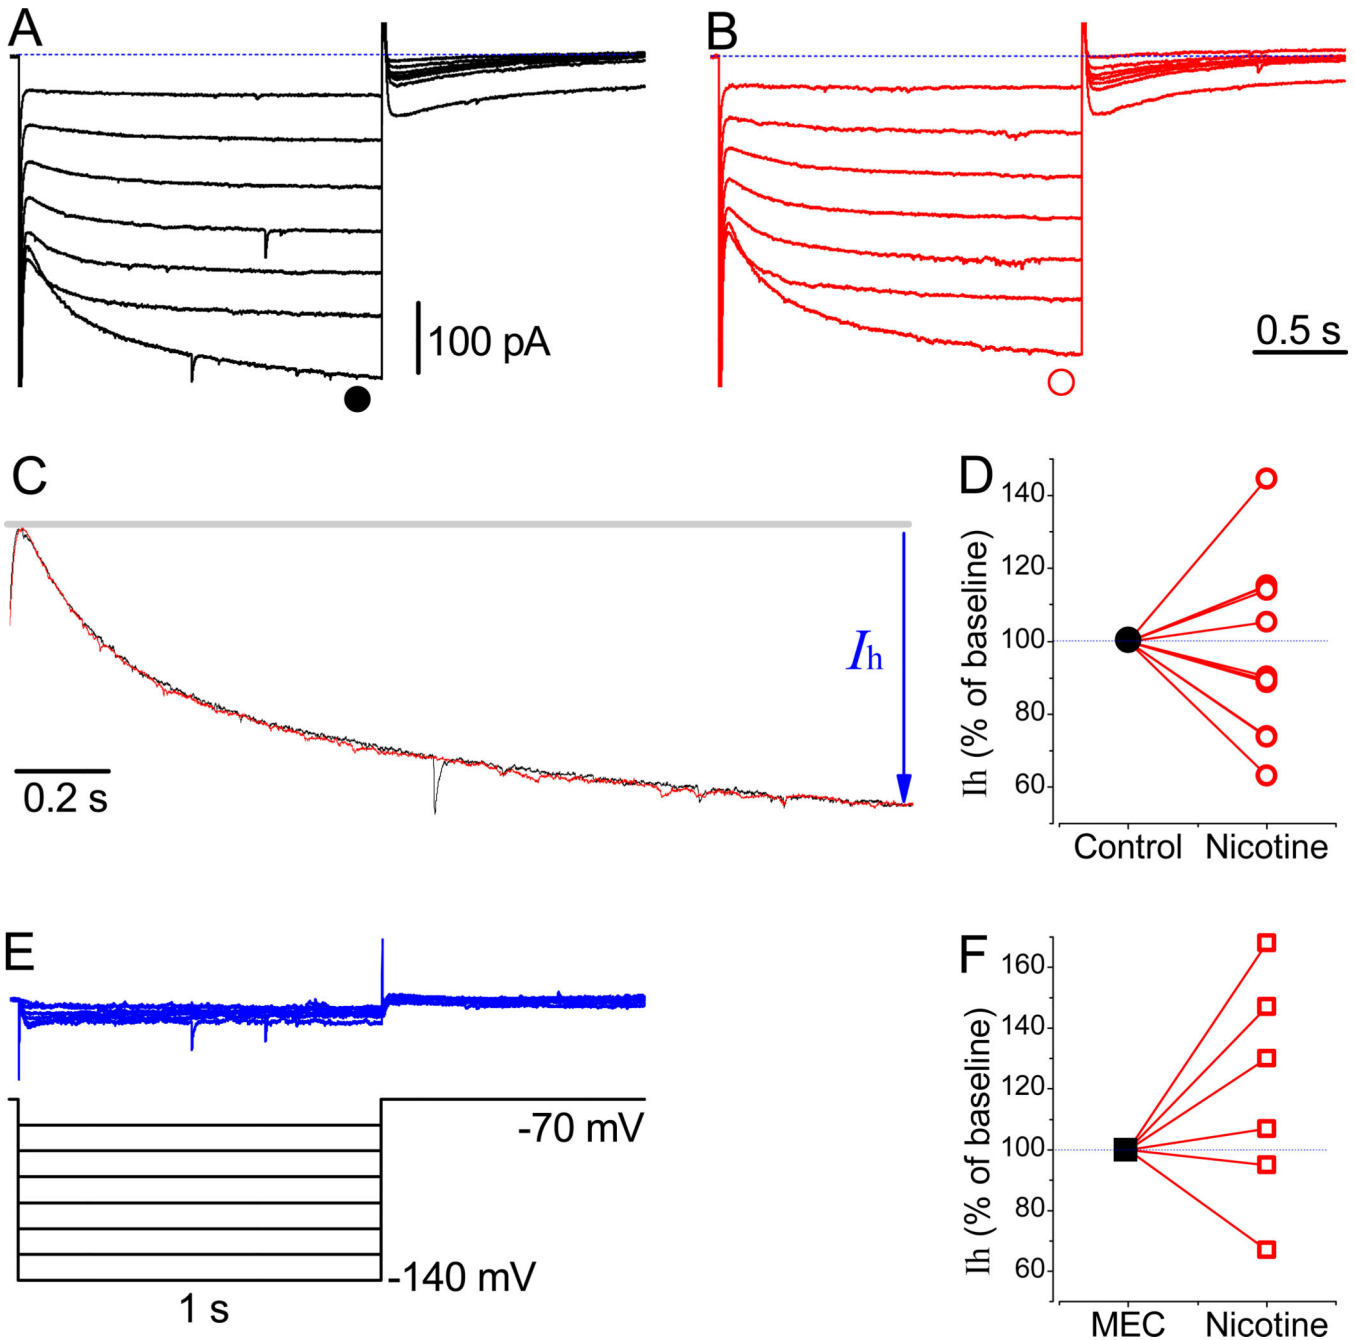 A
B
100 pA
0.5 s
C
Ih
0.2 s
D
140
120
100
80
60
Ih (% of baseline)
Control Nicotine
E
-70 mV
-140 mV
1 s
F
160
140
120
100
80
60
Ih (% of baseline)
MEC Nicotine